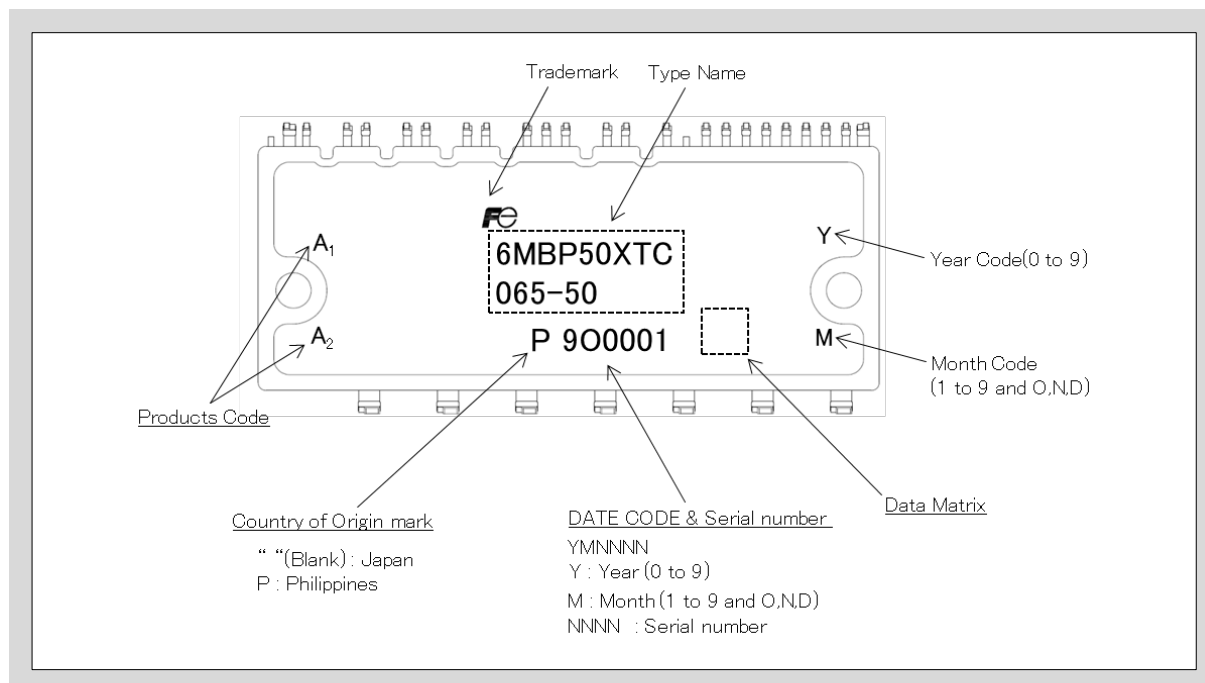 Trademark Type Name
Fe
6MBP50XTC
065-50
P 9O0001
A1
A2
Y
M
Year Code(0 to 9)
Month Code
(1 to 9 and O,N,D)
Products Code
Country of Origin mark
“ “(Blank) : Japan
P : Philippines
DATE CODE & Serial number
YMNNNN
Y : Year (0 to 9)
M : Month (1 to 9 and O,N,D)
NNNN : Serial number
Data Matrix